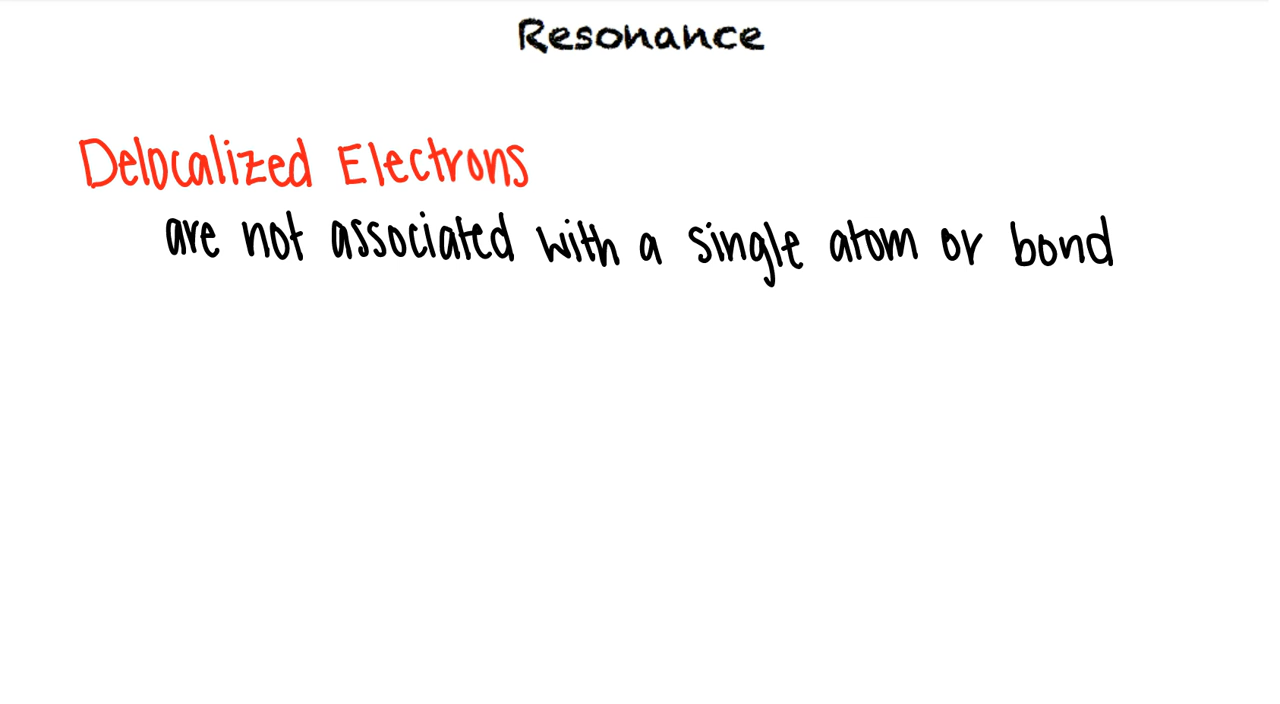 Resonance
Delocalized Electrons
are not associated with a single atom or bond